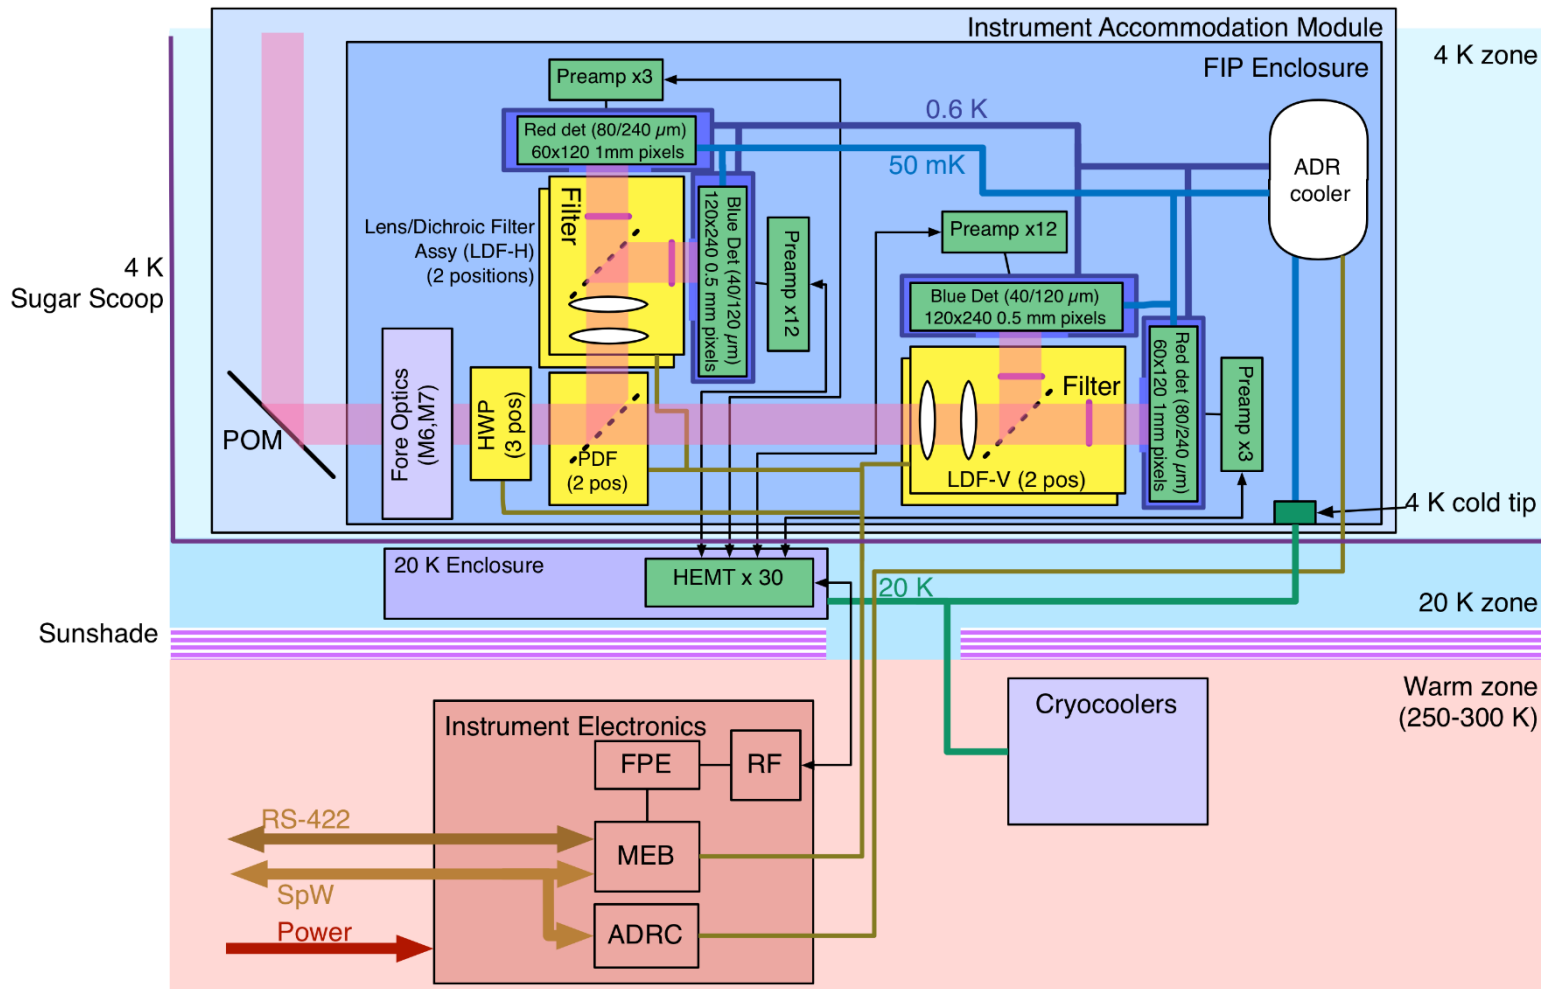 Instrument Accommodation Module
4 K zone
FIP Enclosure
Preamp x3
0.6 K
Red det (80/240 µm)
60x120 1mm pixels
50 mK
ADR
cooler
Filter
Lens/Dichroic Filter
Assy (LDF-H)
(2 positions)
Blue Det (40/120 µm)
120x240 0.5 mm pixels
Preamp x12
Preamp x12
4 K
Sugar Scoop
Blue Det (40/120 µm)
120x240 0.5 mm pixels
Red det (80/240 µm)
60x120 1mm pixels
Preamp x3
Filter
POM
Fore Optics
(M6,M7)
HWP
(3 pos)
PDF
(2 pos)
LDF-V (2 pos)
4 K cold tip
20 K Enclosure
HEMT x 30
20 K
20 K zone
Sunshade
Warm zone
(250-300 K)
Cryocoolers
Instrument Electronics
FPE
RF
RS-422
MEB
SpW
Power
ADRC